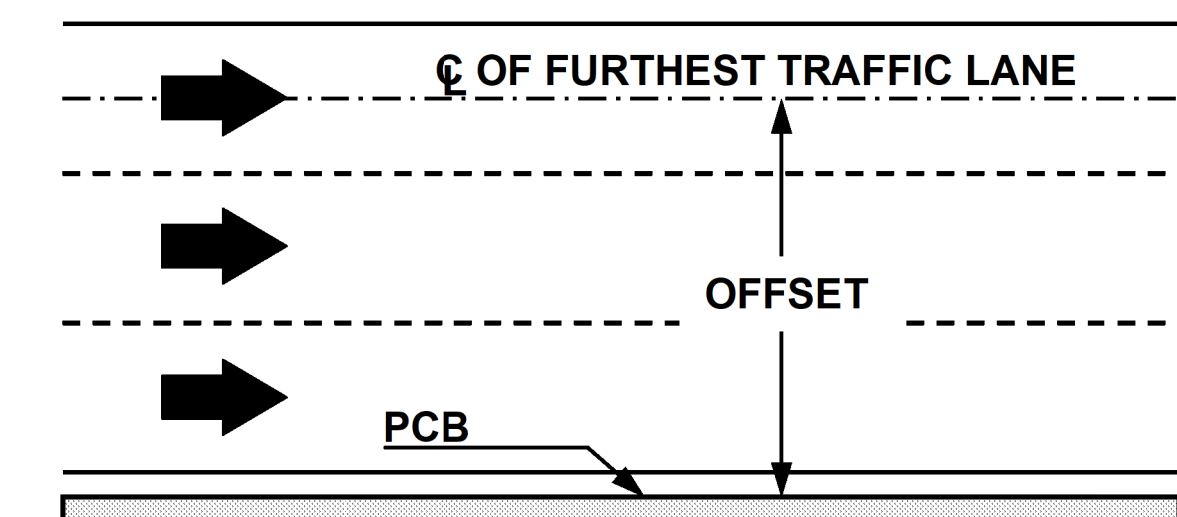 ℄ OF FURTHEST TRAFFIC LANE
OFFSET
PCB